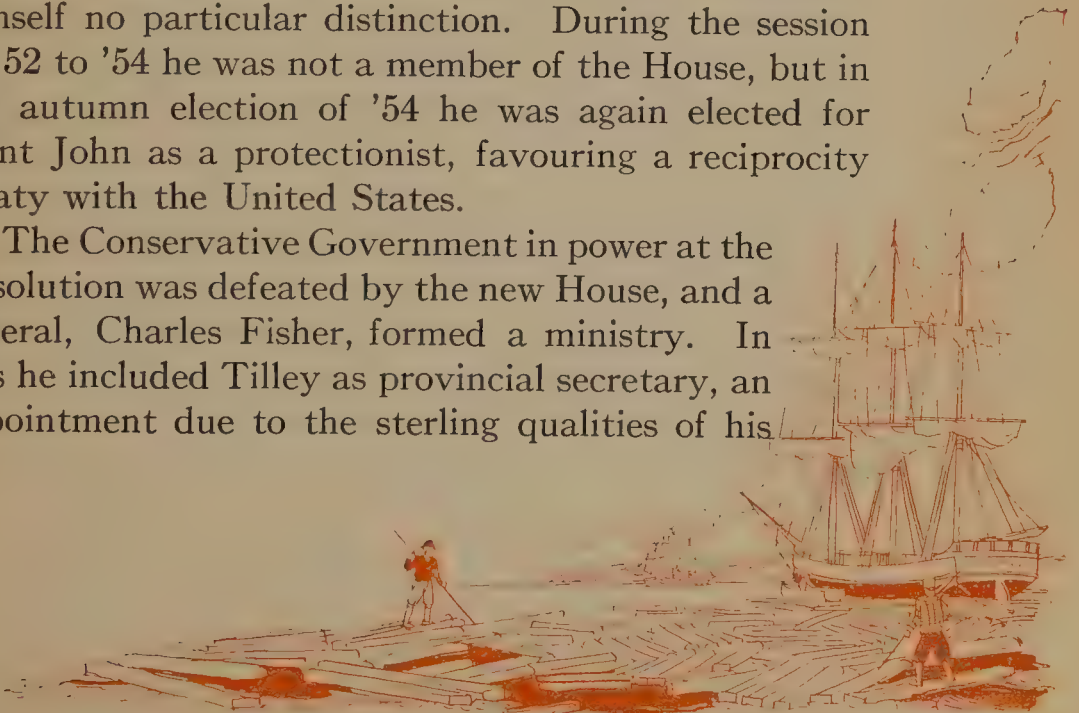 nself no particular distinction. During the session
52 to ’54 he was not a member of the House, but in
autumn election of ’54 he was again elected for
nt John as a protectionist, favouring a reciprocity
aty with the United States.
The Conservative Government in power at the
solution was defeated by the new House, and a
eral, Charles Fisher, formed a ministry. In
s he included Tilley as provincial secretary, an
pointment due to the sterling qualities of his